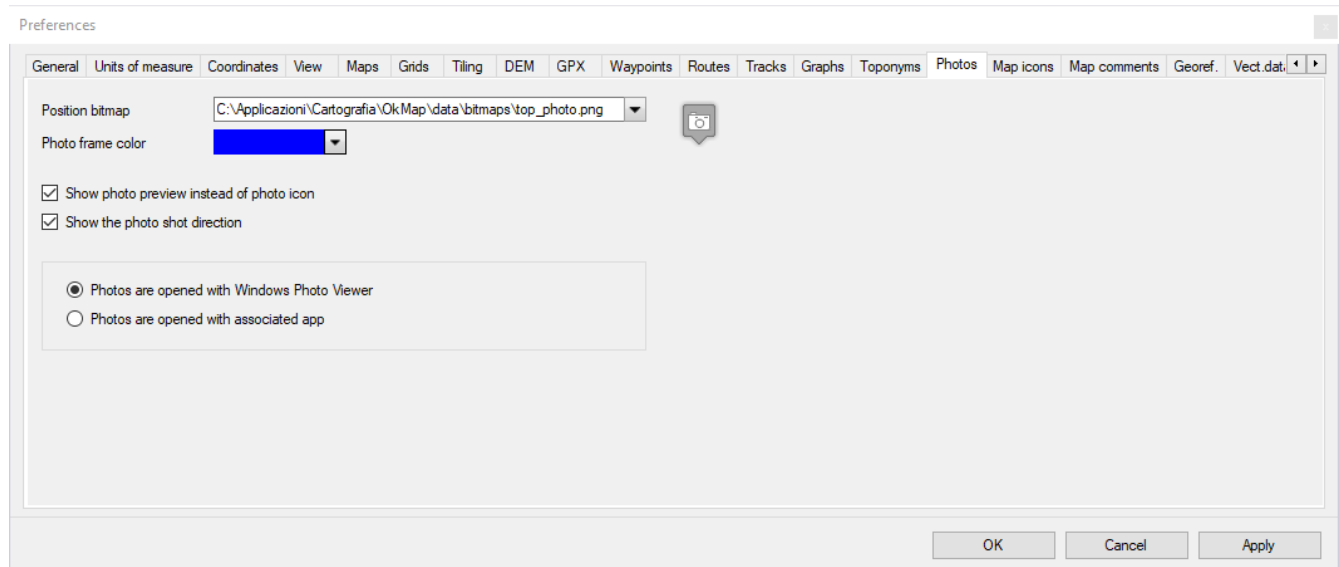 Preferences
General Units of measure Coordinates View Maps Grids Tiling DEM GPX Waypoints Routes Tracks Graphs Toponyms Photos Map icons Map comments Georef. Vect.dat
Position bitmap C:\Applicazioni\Cartografia\OkMap\data\bitmaps\top_photo.png
Photo frame color
Show photo preview instead of photo icon
Show the photo shot direction
Photos are opened with Windows Photo Viewer
Photos are opened with associated app
OK Cancel Apply